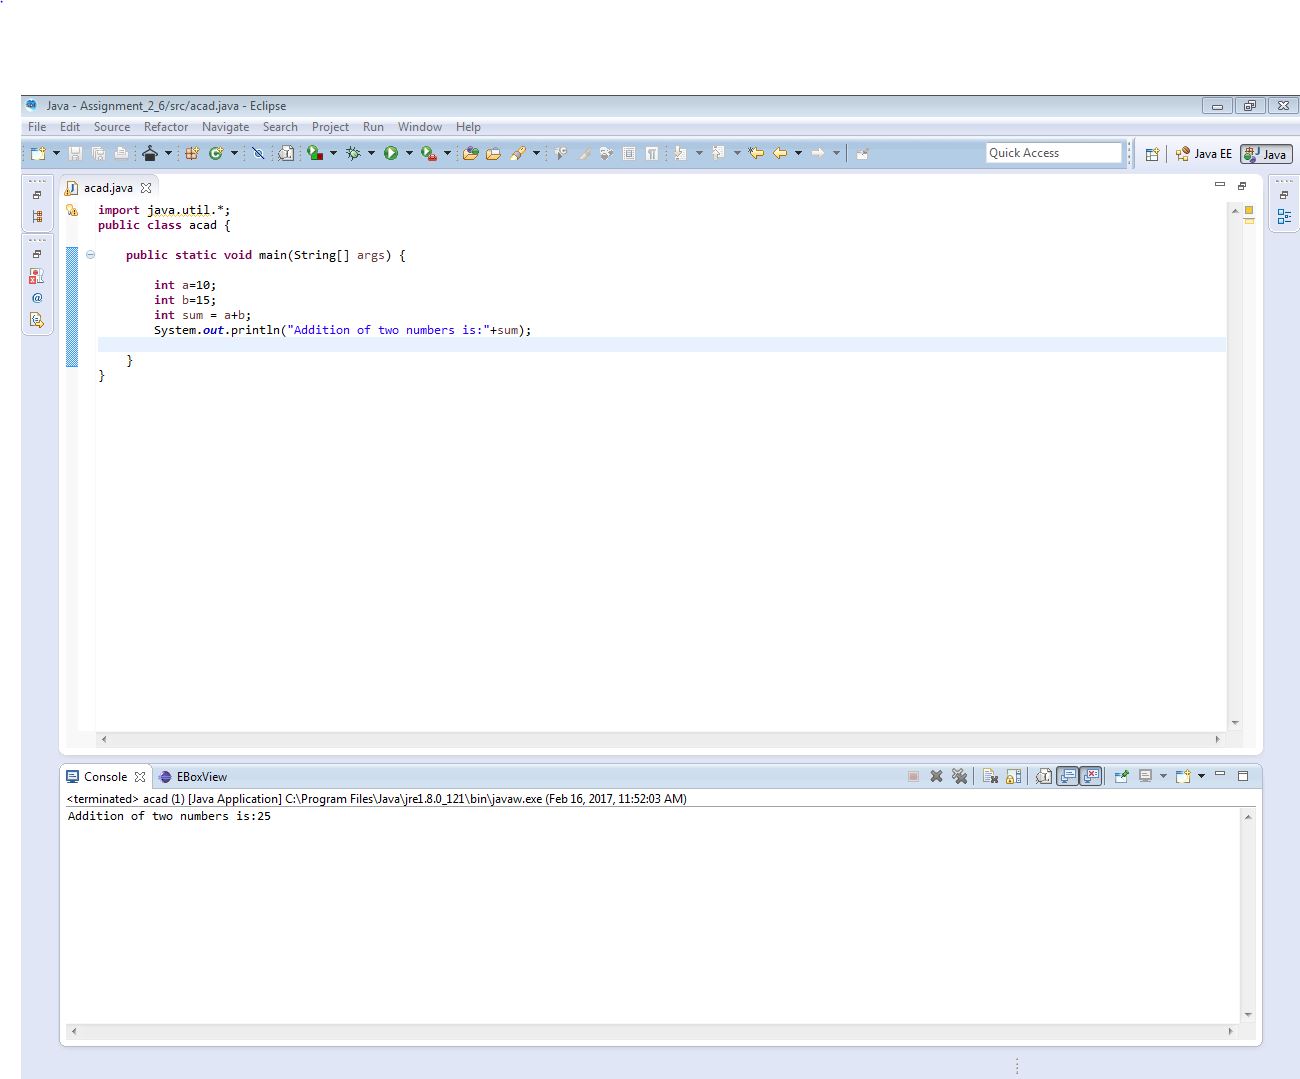 Java - Assignment_2_6/src/acad.java - Eclipse
File Edit Source Refactor Navigate Search Project Run Window Help
Quick Access
Java EE
Java
acad.java
import java.util.*;
public class acad {
public static void main(String[] args) {
int a=10;
int b=15;
int sum = a+b;
System.out.println("Addition of two numbers is:"+sum);
}
}
Console
EBoxView
<terminated> acad (1) [Java Application] C:\Program Files\Java\jre1.8.0_121\bin\javaw.exe (Feb 16, 2017, 11:52:03 AM)
Addition of two numbers is:25